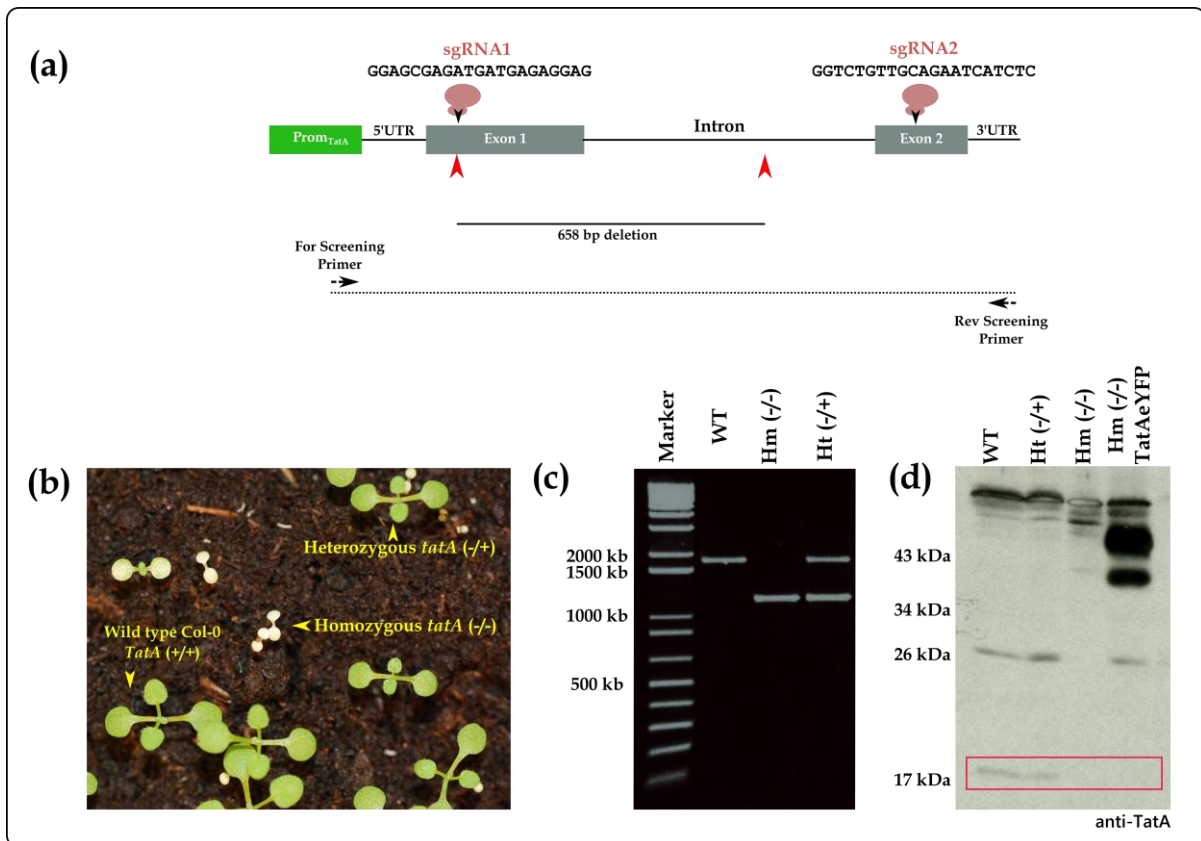 (a)
sgRNA1
GGAGCGAGATGATGAGAGGAG
sgRNA2
GGTCTGTTGCAGAATCATCTC
PromTatA
5'UTR
Exon 1
Intron
Exon 2
3'UTR
658 bp deletion
For Screening
Primer
Rev Screening
Primer
(b)
Heterozygous tatA (-/+)
Homozygous tatA (-/-)
Wild type Col-0
TatA (+/+)
(c)
Marker
WT
Hm (-/-)
Ht (-/+)
2000 kb
1500 kb
1000 kb
500 kb
(d)
WT
Ht (-/+)
Hm (-/-)
Hm (-/-)
TatAeYFP
43 kDa
34 kDa
26 kDa
17 kDa
anti-TatA